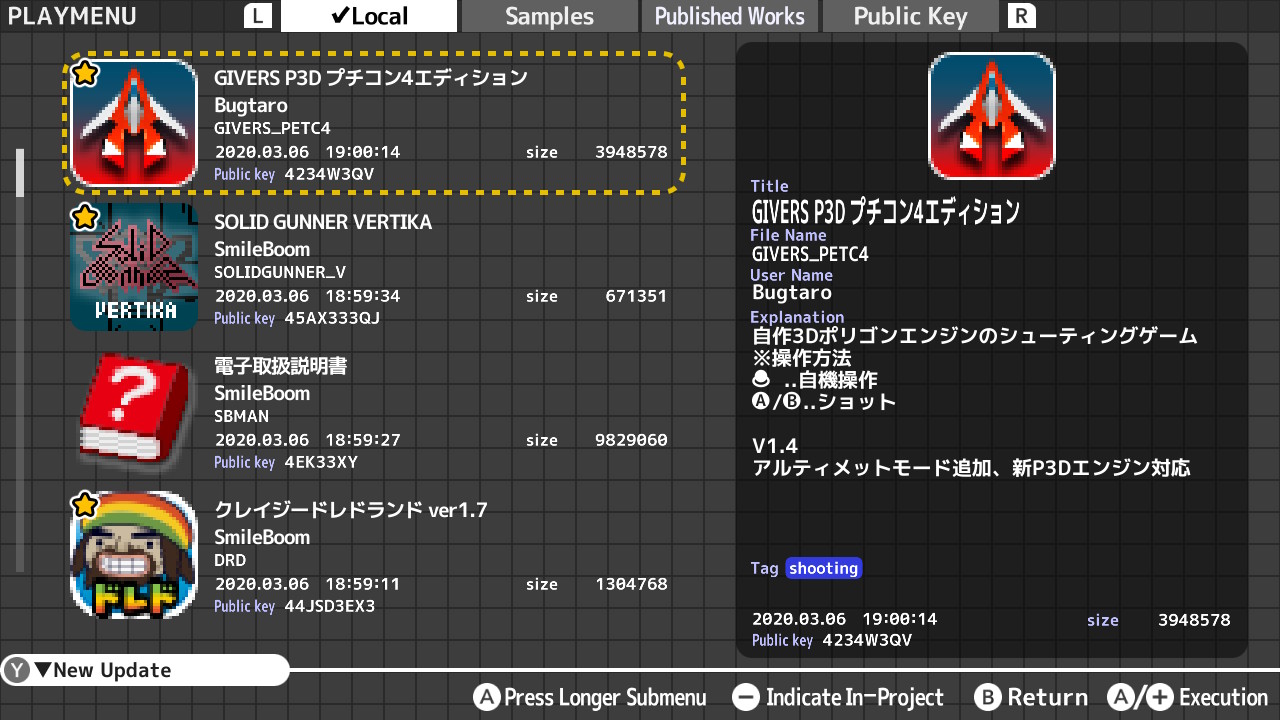 PLAYMENU
L
✔Local
Samples
Published Works
Public Key
R
GIVERS P3D プチコン4エディション
Bugtaro
GIVERS_PETC4
2020.03.06 19:00:14 size 3948578
Public key 4234W3QV
SOLID GUNNER VERTIKA
SmileBoom
SOLIDGUNNER_V
2020.03.06 18:59:34 size 671351
Public key 45AX333QJ
SOLID
GUNNER
VERTIKA
電子取扱説明書
SmileBoom
SBMAN
2020.03.06 18:59:27 size 9829060
Public key 4EK33XY
?
クレイジードレドランド ver1.7
SmileBoom
DRD
2020.03.06 18:59:11 size 1304768
Public key 44JSD3EX3
ドレド
Title
GIVERS P3D プチコン4エディション
File Name
GIVERS_PETC4
User Name
Bugtaro
Explanation
自作3Dポリゴンエンジンのシューティングゲーム
※操作方法
..自機操作
A/B..ショット
V1.4
アルティメットモード追加、新P3Dエンジン対応
Tag shooting
2020.03.06 19:00:14 size 3948578
Public key 4234W3QV
Y ▼New Update
A Press Longer Submenu
− Indicate In-Project
B Return
A/+ Execution